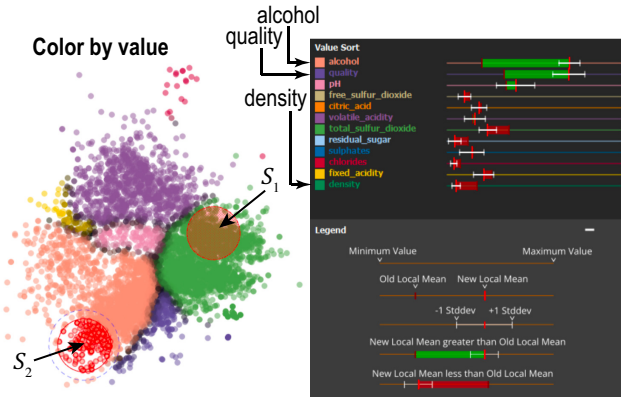 alcohol
quality
density
Color by value
S1
S2
Value Sort
alcohol
quality
pH
free_sulfur_dioxide
citric_acid
volatile_acidity
total_sulfur_dioxide
residual_sugar
sulphates
chlorides
fixed_acidity
density
Legend
Minimum Value Maximum Value
Old Local Mean New Local Mean
-1 Stddev +1 Stddev
New Local Mean greater than Old Local Mean
New Local Mean less than Old Local Mean